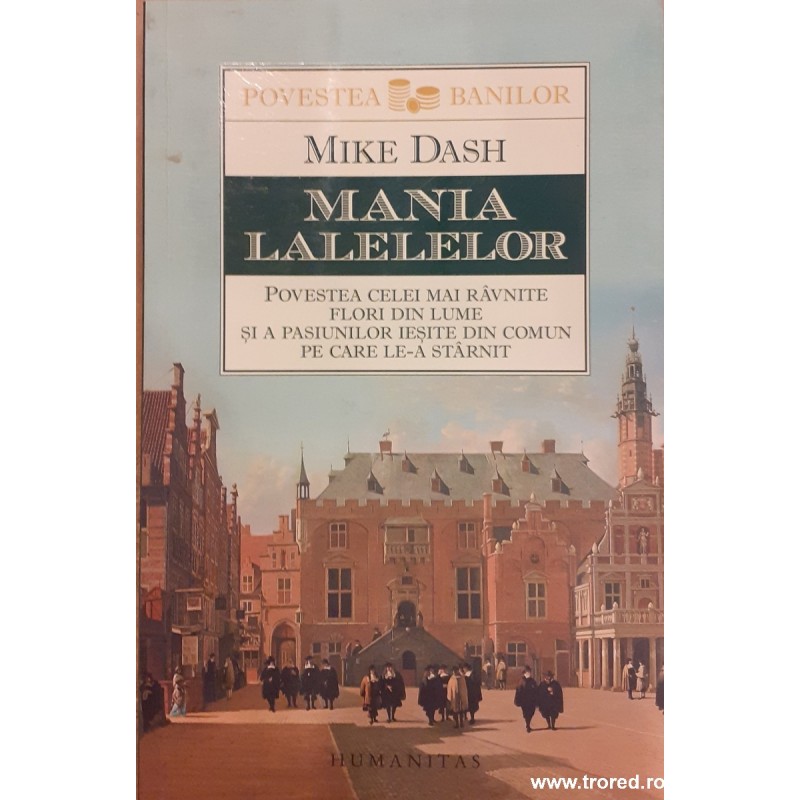 POVESTEA BANILOR
MIKE DASH
MANIA
LALELELOR
POVESTEA CELEI MAI RÂVNITE
FLORI DIN LUME
ȘI A PASIUNILOR IEȘITE DIN COMUN
PE CARE LE-A STÂRNIT
HUMANITAS
www.trored.ro